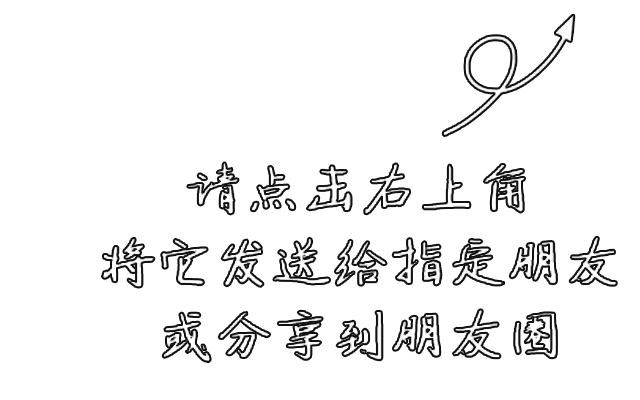 请点击右上角
将它发送给指定朋友
或分享到朋友圈